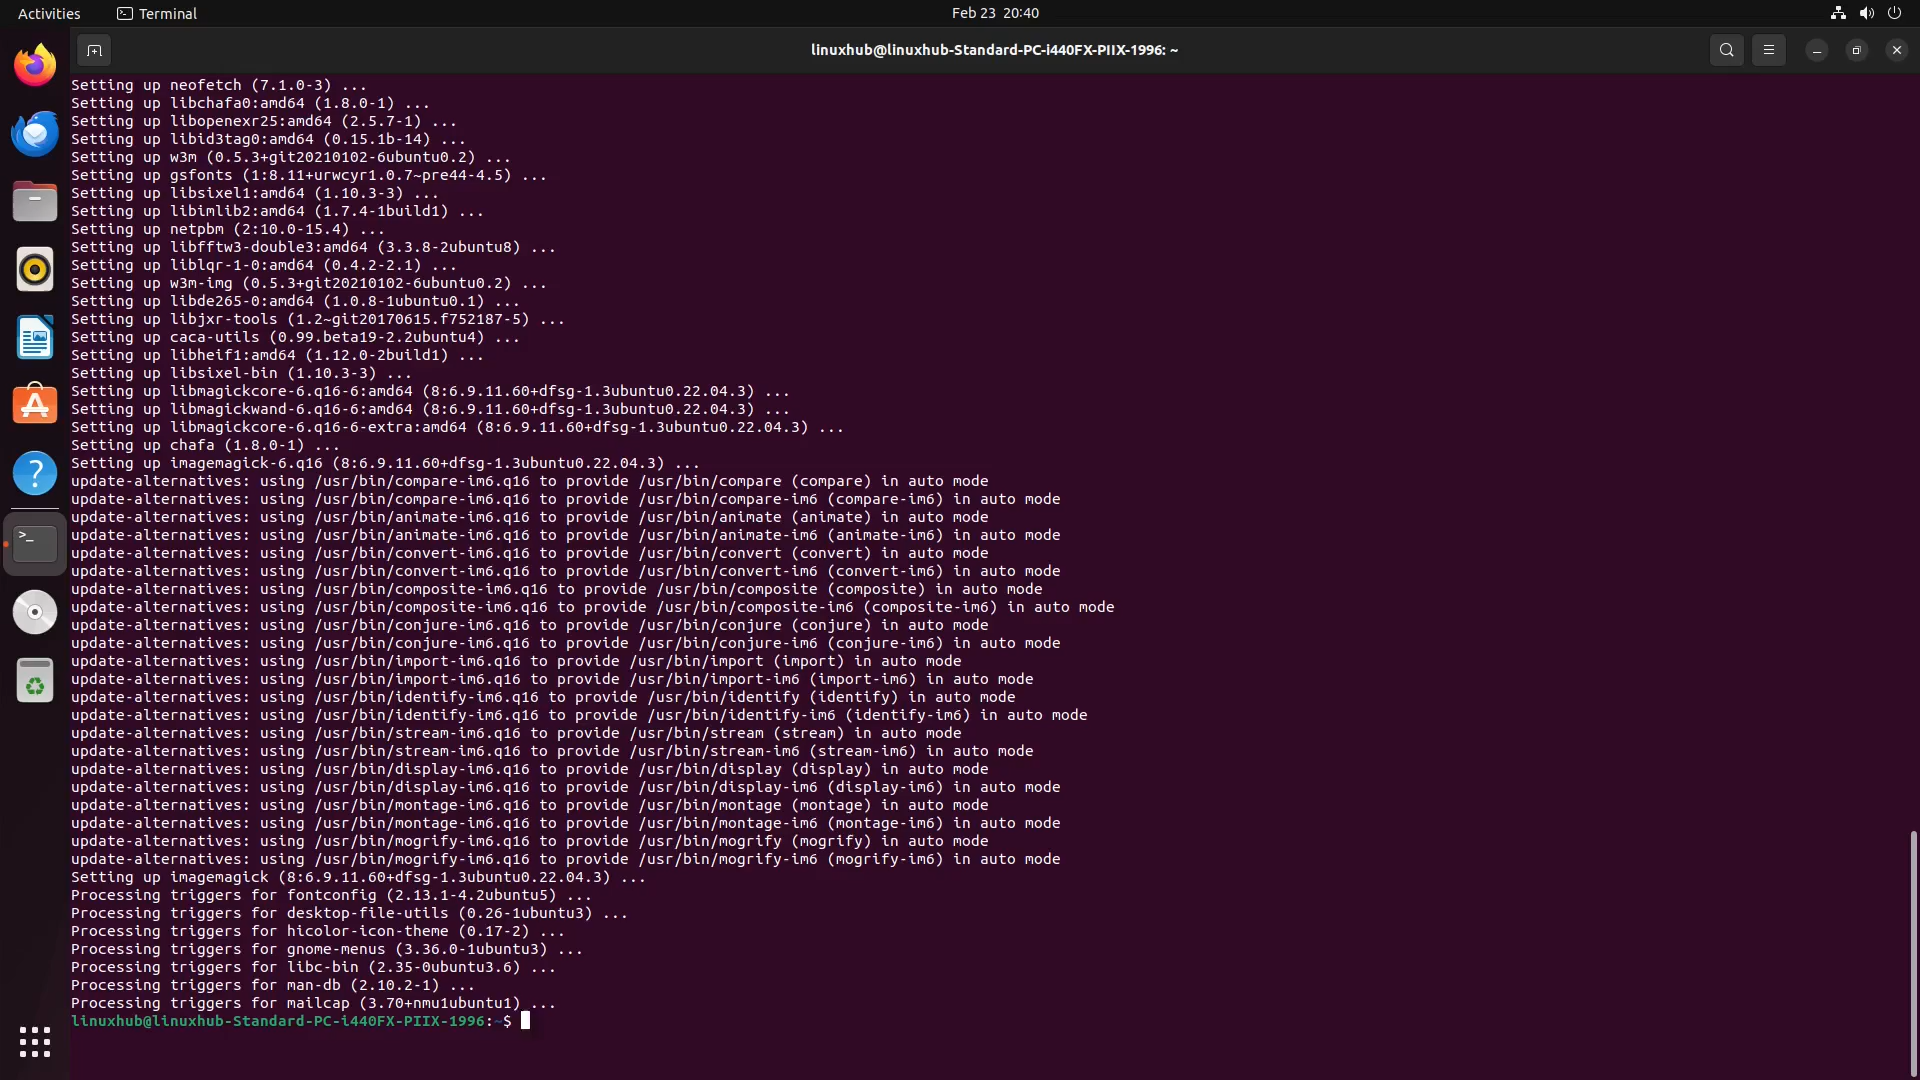 Activities Terminal Feb 23 20:40
linuxhub@linuxhub-Standard-PC-i440FX-PIIX-1996: ~
Setting up neofetch (7.1.0-3) ...
Setting up libchafa0:amd64 (1.8.0-1) ...
Setting up libopenexr25:amd64 (2.5.7-1) ...
Setting up libid3tag0:amd64 (0.15.1b-14) ...
Setting up w3m (0.5.3+git20210102-6ubuntu0.2) ...
Setting up gsfonts (1:8.11+urwcyr1.0.7~pre44-4.5) ...
Setting up libsixel1:amd64 (1.10.3-3) ...
Setting up libimlib2:amd64 (1.7.4-1build1) ...
Setting up netpbm (2:10.0-15.4) ...
Setting up libfftw3-double3:amd64 (3.3.8-2ubuntu8) ...
Setting up liblqr-1-0:amd64 (0.4.2-2.1) ...
Setting up w3m-img (0.5.3+git20210102-6ubuntu0.2) ...
Setting up libde265-0:amd64 (1.0.8-1ubuntu0.1) ...
Setting up libjxr-tools (1.2~git20170615.f752187-5) ...
Setting up caca-utils (0.99.beta19-2.2ubuntu4) ...
Setting up libheif1:amd64 (1.12.0-2build1) ...
Setting up libsixel-bin (1.10.3-3) ...
Setting up libmagickcore-6.q16-6:amd64 (8:6.9.11.60+dfsg-1.3ubuntu0.22.04.3) ...
Setting up libmagickwand-6.q16-6:amd64 (8:6.9.11.60+dfsg-1.3ubuntu0.22.04.3) ...
Setting up libmagickcore-6.q16-6-extra:amd64 (8:6.9.11.60+dfsg-1.3ubuntu0.22.04.3) ...
Setting up chafa (1.8.0-1) ...
Setting up imagemagick-6.q16 (8:6.9.11.60+dfsg-1.3ubuntu0.22.04.3) ...
update-alternatives: using /usr/bin/compare-im6.q16 to provide /usr/bin/compare (compare) in auto mode
update-alternatives: using /usr/bin/compare-im6.q16 to provide /usr/bin/compare-im6 (compare-im6) in auto mode
update-alternatives: using /usr/bin/animate-im6.q16 to provide /usr/bin/animate (animate) in auto mode
update-alternatives: using /usr/bin/animate-im6.q16 to provide /usr/bin/animate-im6 (animate-im6) in auto mode
update-alternatives: using /usr/bin/convert-im6.q16 to provide /usr/bin/convert (convert) in auto mode
update-alternatives: using /usr/bin/convert-im6.q16 to provide /usr/bin/convert-im6 (convert-im6) in auto mode
update-alternatives: using /usr/bin/composite-im6.q16 to provide /usr/bin/composite (composite) in auto mode
update-alternatives: using /usr/bin/composite-im6.q16 to provide /usr/bin/composite-im6 (composite-im6) in auto mode
update-alternatives: using /usr/bin/conjure-im6.q16 to provide /usr/bin/conjure (conjure) in auto mode
update-alternatives: using /usr/bin/conjure-im6.q16 to provide /usr/bin/conjure-im6 (conjure-im6) in auto mode
update-alternatives: using /usr/bin/import-im6.q16 to provide /usr/bin/import (import) in auto mode
update-alternatives: using /usr/bin/import-im6.q16 to provide /usr/bin/import-im6 (import-im6) in auto mode
update-alternatives: using /usr/bin/identify-im6.q16 to provide /usr/bin/identify (identify) in auto mode
update-alternatives: using /usr/bin/identify-im6.q16 to provide /usr/bin/identify-im6 (identify-im6) in auto mode
update-alternatives: using /usr/bin/stream-im6.q16 to provide /usr/bin/stream (stream) in auto mode
update-alternatives: using /usr/bin/stream-im6.q16 to provide /usr/bin/stream-im6 (stream-im6) in auto mode
update-alternatives: using /usr/bin/display-im6.q16 to provide /usr/bin/display (display) in auto mode
update-alternatives: using /usr/bin/display-im6.q16 to provide /usr/bin/display-im6 (display-im6) in auto mode
update-alternatives: using /usr/bin/montage-im6.q16 to provide /usr/bin/montage (montage) in auto mode
update-alternatives: using /usr/bin/montage-im6.q16 to provide /usr/bin/montage-im6 (montage-im6) in auto mode
update-alternatives: using /usr/bin/mogrify-im6.q16 to provide /usr/bin/mogrify (mogrify) in auto mode
update-alternatives: using /usr/bin/mogrify-im6.q16 to provide /usr/bin/mogrify-im6 (mogrify-im6) in auto mode
Setting up imagemagick (8:6.9.11.60+dfsg-1.3ubuntu0.22.04.3) ...
Processing triggers for fontconfig (2.13.1-4.2ubuntu5) ...
Processing triggers for desktop-file-utils (0.26-1ubuntu3) ...
Processing triggers for hicolor-icon-theme (0.17-2) ...
Processing triggers for gnome-menus (3.36.0-1ubuntu3) ...
Processing triggers for libc-bin (2.35-0ubuntu3.6) ...
Processing triggers for man-db (2.10.2-1) ...
Processing triggers for mailcap (3.70+nmu1ubuntu1) ...
linuxhub@linuxhub-Standard-PC-i440FX-PIIX-1996:~$